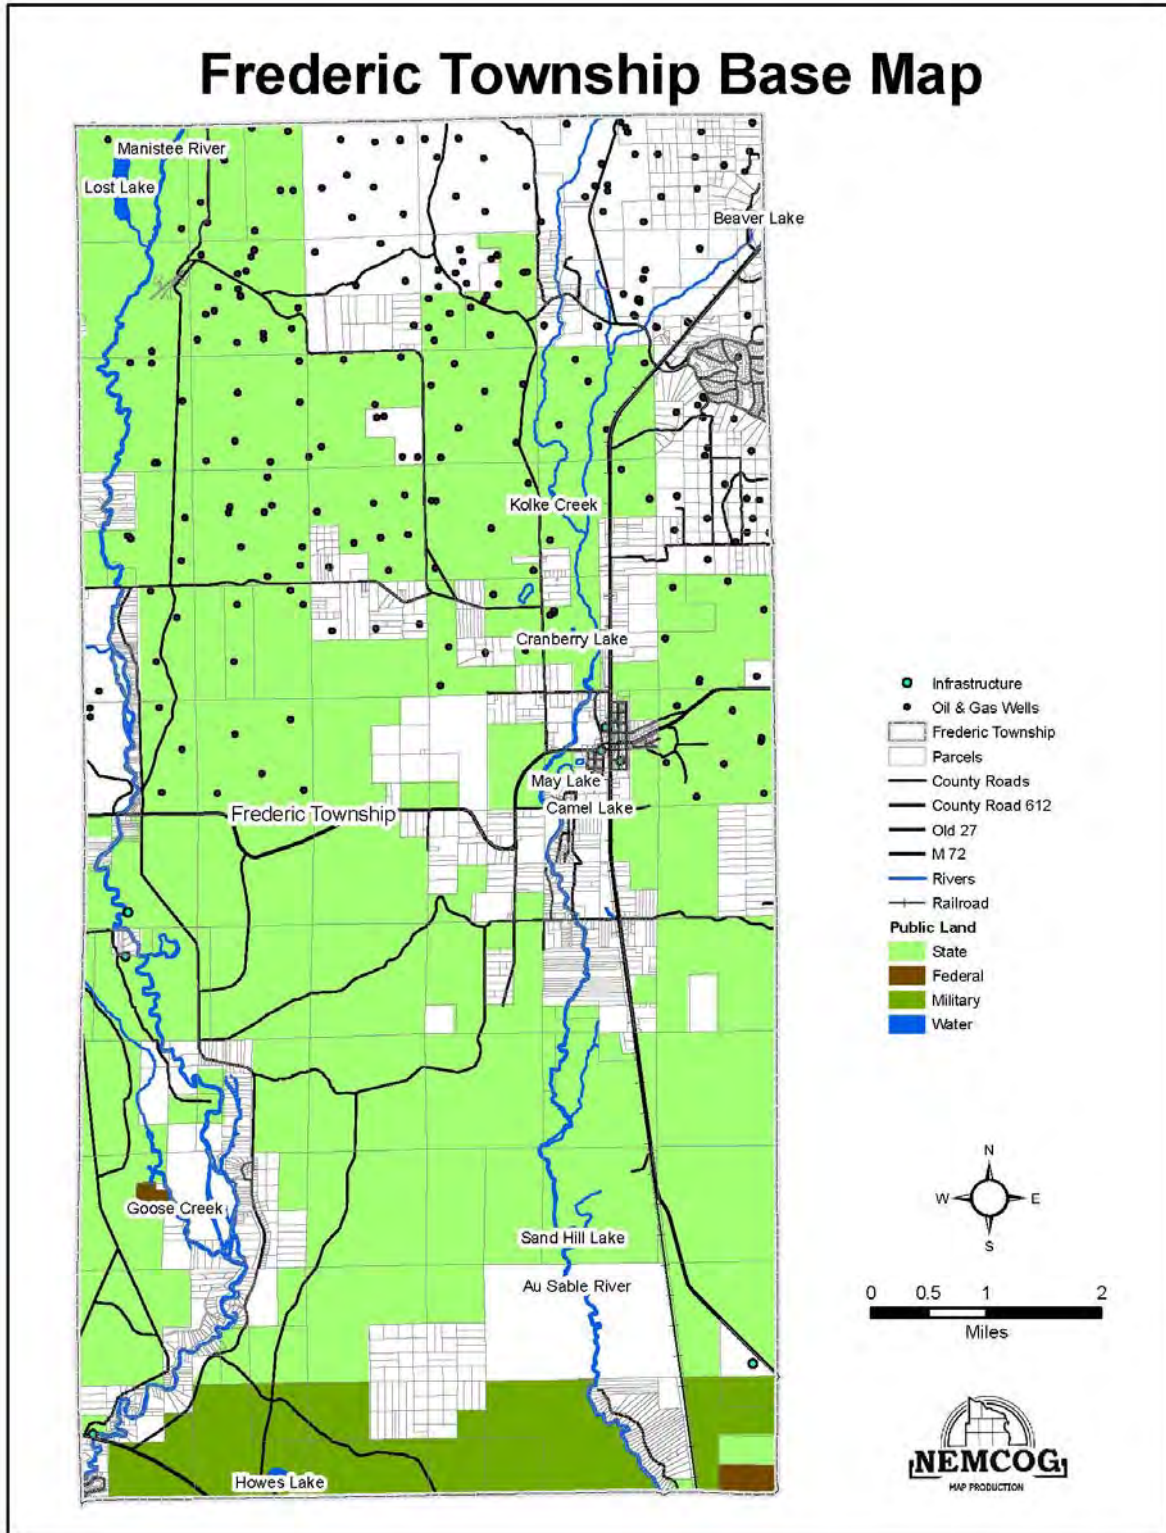 Frederic Township Base Map
Manistee River
Lost Lake
Beaver Lake
Kolke Creek
Cranberry Lake
May Lake
Camel Lake
Frederic Township
Goose Creek
Sand Hill Lake
Au Sable River
Howes Lake
Infrastructure
Oil & Gas Wells
Frederic Township
Parcels
County Roads
County Road 612
Old 27
M 72
Rivers
Railroad
Public Land
State
Federal
Military
Water
N
W E
S
0 0.5 1 2
Miles
NEMCOG
MAP PRODUCTION